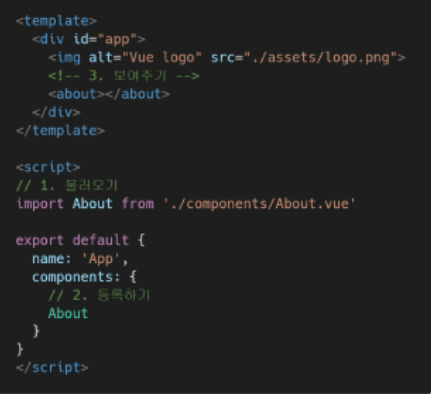 <template>
  <div id="app">
    <img alt="Vue logo" src="./assets/logo.png">
    <!-- 3. 보여주기 -->
    <about></about>
  </div>
</template>

<script>
// 1. 불러오기
import About from './components/About.vue'

export default {
  name: 'App',
  components: {
    // 2. 등록하기
    About
  }
}
</script>